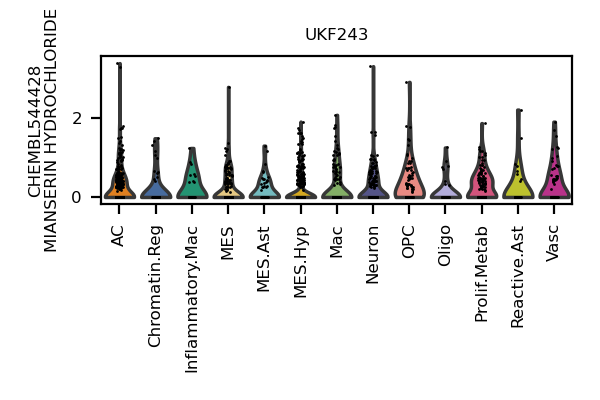 UKF243
CHEMBL544428
MIANSERIN HYDROCHLORIDE
2
0
AC
Chromatin.Reg
Inflammatory.Mac
MES
MES.Ast
MES.Hyp
Mac
Neuron
OPC
Oligo
Prolif.Metab
Reactive.Ast
Vasc